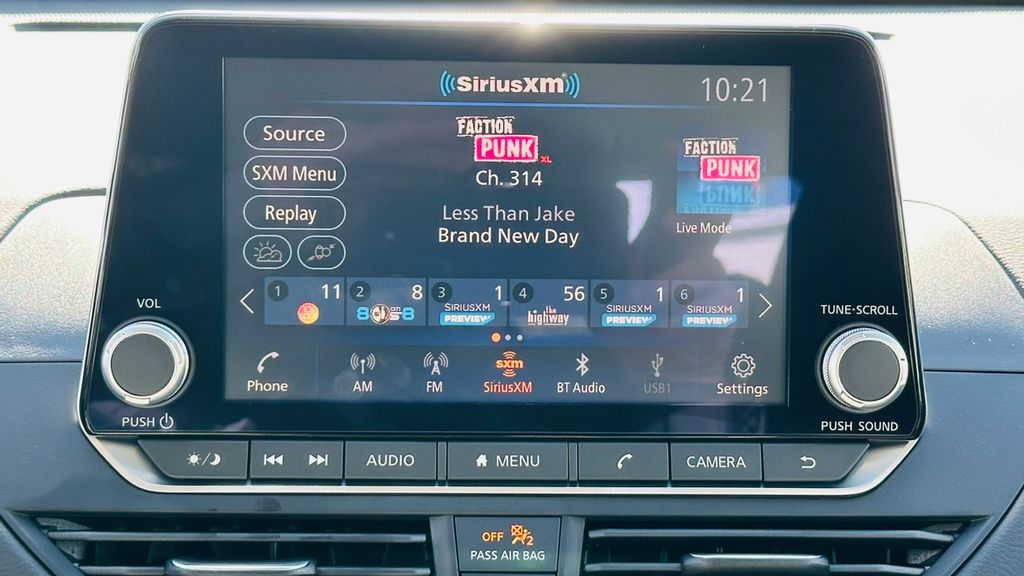 SiriusXM
10:21
Source
SXM Menu
Replay
FACTION
PUNK
XL
Ch. 314
Less Than Jake
Brand New Day
FACTION
PUNK
Live Mode
1 11
2 8
8on8
3 1
SIRIUSXM
PREVIEW
4 56
the
highway
5 1
SIRIUSXM
PREVIEW
6 1
SIRIUSXM
PREVIEW
Phone
AM
FM
sxm
SiriusXM
BT Audio
USB1
Settings
VOL
PUSH
TUNE·SCROLL
PUSH SOUND
AUDIO
MENU
CAMERA
OFF
2
PASS AIR BAG